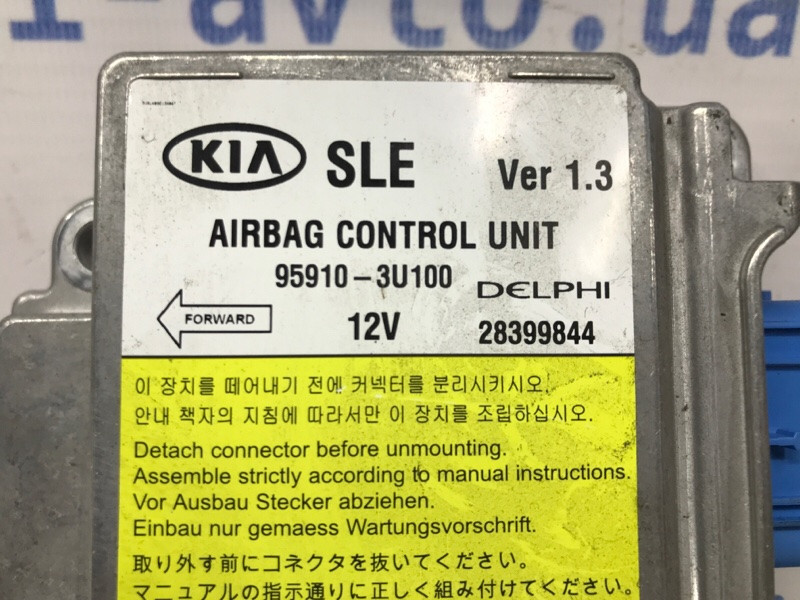 1-avto.ua
KIA SLE Ver 1.3
AIRBAG CONTROL UNIT
95910-3U100 DELPHI
FORWARD 12V 28399844
이 장치를 떼어내기 전에 커넥터를 분리시키시오.
안내 책자의 지침에 따라서만 이 장치를 조립하십시오.
Detach connector before unmounting.
Assemble strictly according to manual instructions.
Vor Ausbau Stecker abziehen.
Einbau nur gemaess Wartungsvorschrift.
取り外す前にコネクタを抜いてください。
マニュアルの指示通りに正しく組み付けてください。